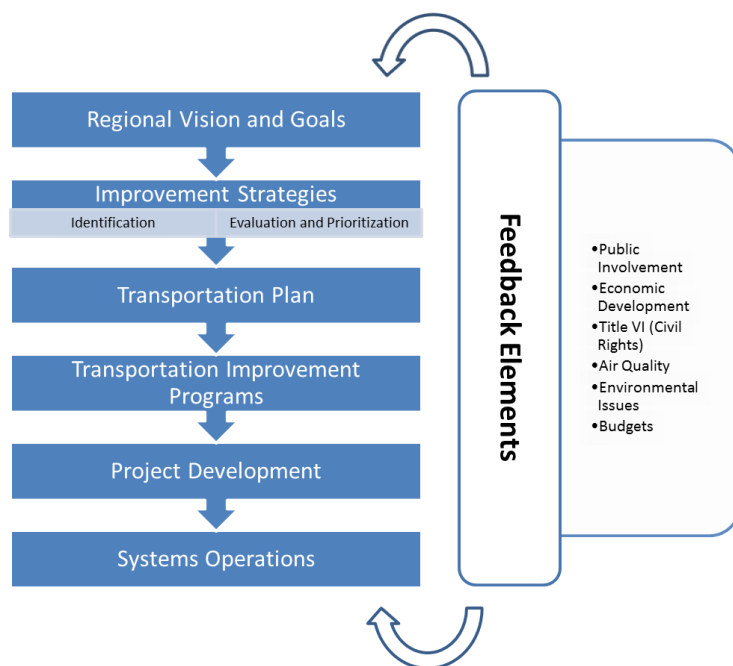 Regional Vision and Goals
Improvement Strategies
Identification
Evaluation and Prioritization
Transportation Plan
Transportation Improvement
Programs
Project Development
Systems Operations
Feedback Elements
•Public
Involvement
•Economic
Development
•Title VI (Civil
Rights)
•Air Quality
•Environmental
Issues
•Budgets